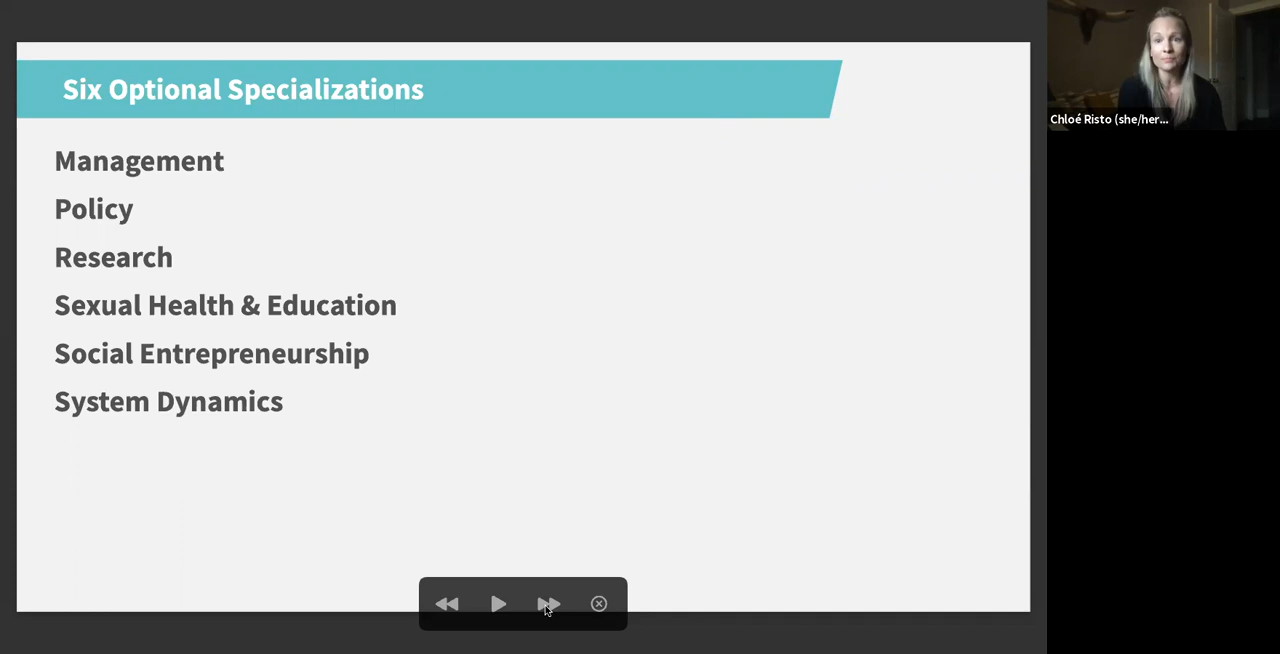 Six Optional Specializations
Management
Policy
Research
Sexual Health & Education
Social Entrepreneurship
System Dynamics
Chloé Risto (she/her...